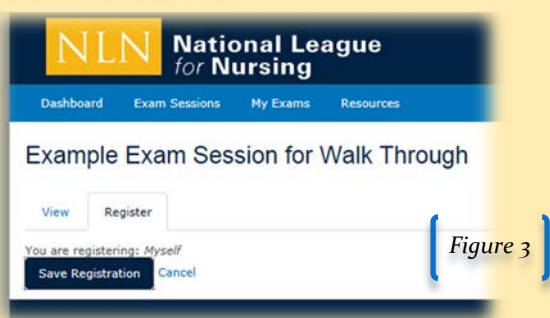 NLN National League
for Nursing
Dashboard Exam Sessions My Exams Resources
Example Exam Session for Walk Through
View Register
You are registering: Myself
Save Registration Cancel
Figure 3